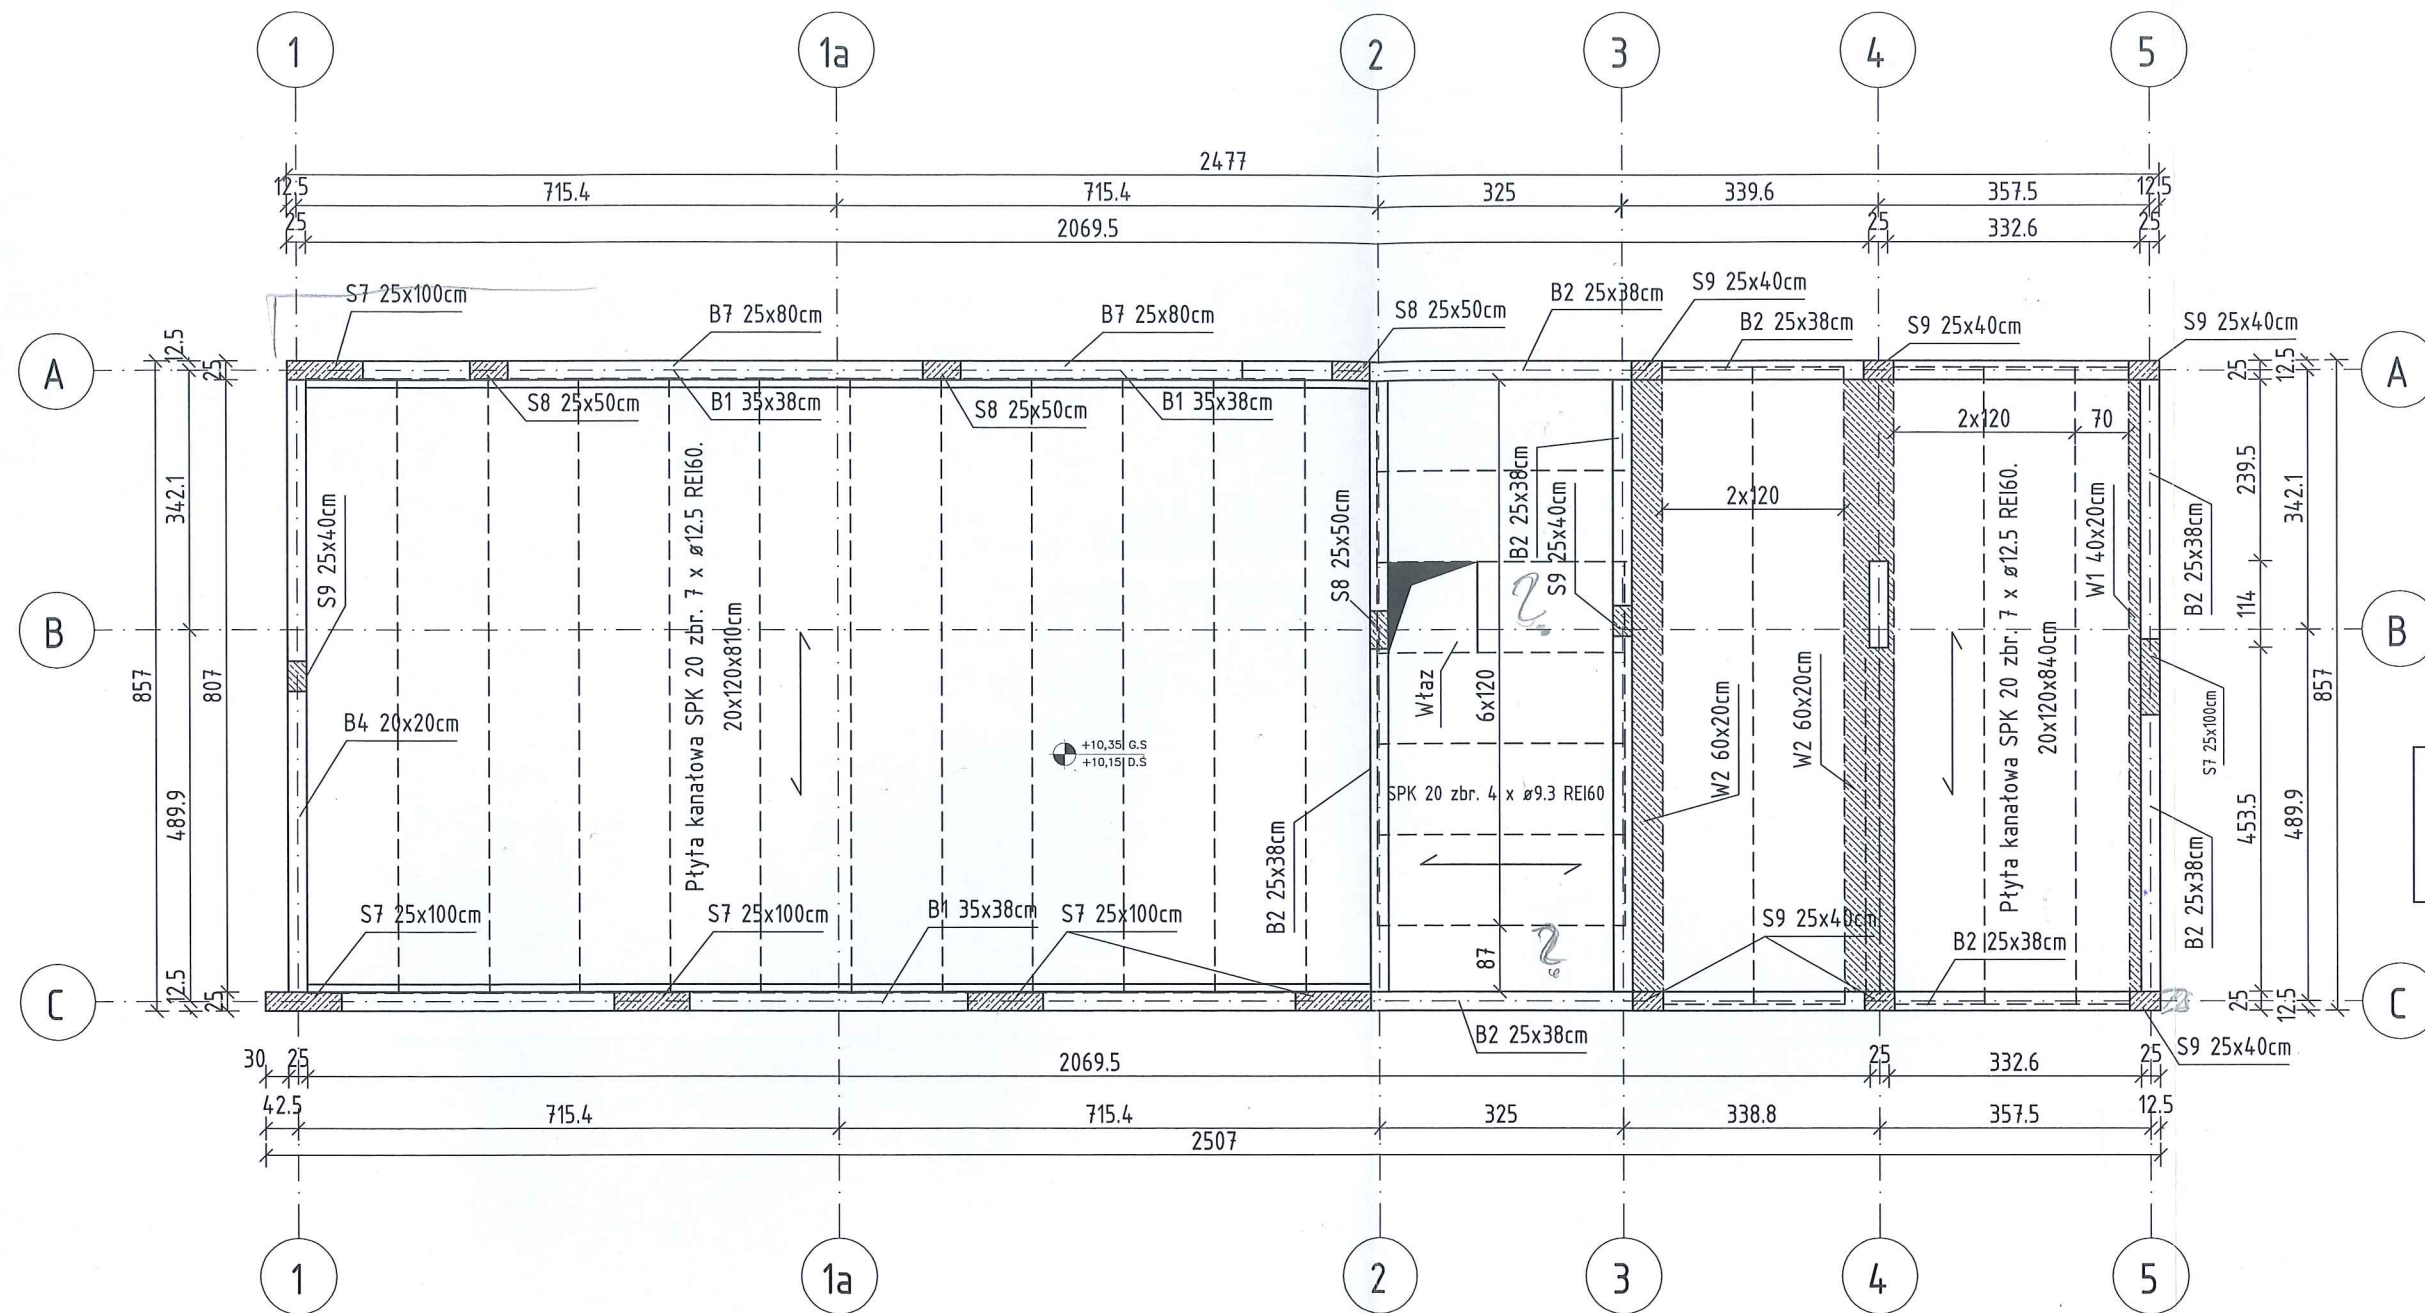 1
1a
2
3
4
5
2477
12.5
715.4
715.4
325
339.6
357.5
12.5
25
2069.5
25
332.6
25
S7 25x100cm
B7 25x80cm
B7 25x80cm
S8 25x50cm
B2 25x38cm
S9 25x40cm
B2 25x38cm
S9 25x40cm
S9 25x40cm
A
12.5
25
25
12.5
A
S8 25x50cm
B1 35x38cm
S8 25x50cm
B1 35x38cm
2x120
70
342.1
S9 25x40cm
Płyta kanałowa SPK 20 zbr. 7 x ø12.5 REI60.
20x120x810cm
S8 25x50cm
B2 25x38cm
S9 25x40cm
2x120
Płyta kanałowa SPK 20 zbr. 7 x ø12.5 REI60.
20x120x840cm
W1 40x20cm
B2 25x38cm
239.5
342.1
114
B
B
857
807
B4 20x20cm
+10,35 G.S
+10,15 D.Ś
Właz
6x120
W2 60x20cm
W2 60x20cm
S7 25x100cm
857
489.9
SPK 20 zbr. 4 x ø9.3 REI60
453.5
489.9
B2 25x38cm
B2 25x38cm
S7 25x100cm
S7 25x100cm
B1 35x38cm
S7 25x100cm
S9 25x40cm
B2 25x38cm
87
C
12.5
25
25
12.5
C
B2 25x38cm
S9 25x40cm
30
25
2069.5
25
332.6
25
42.5
715.4
715.4
325
338.8
357.5
12.5
2507
1
1a
2
3
4
5